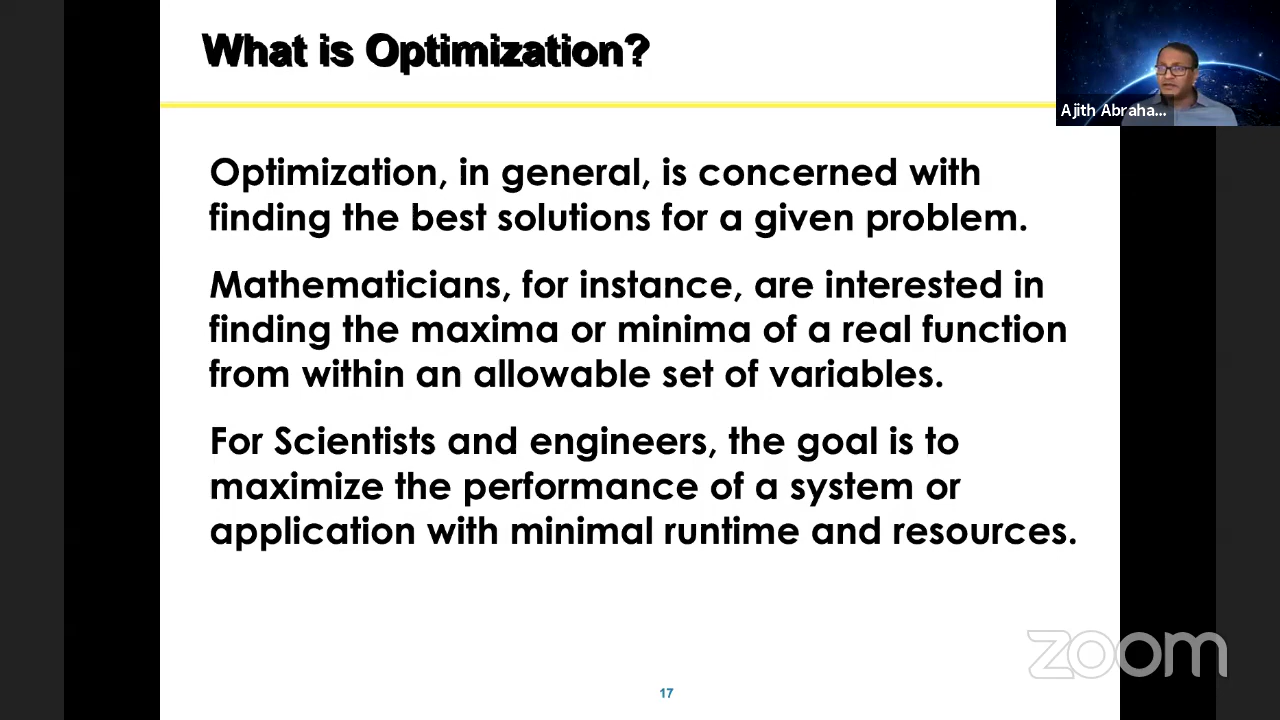 What is Optimization?
Ajith Abraha...
Optimization, in general, is concerned with
finding the best solutions for a given problem.
Mathematicians, for instance, are interested in
finding the maxima or minima of a real function
from within an allowable set of variables.
For Scientists and engineers, the goal is to
maximize the performance of a system or
application with minimal runtime and resources.
zoom
17